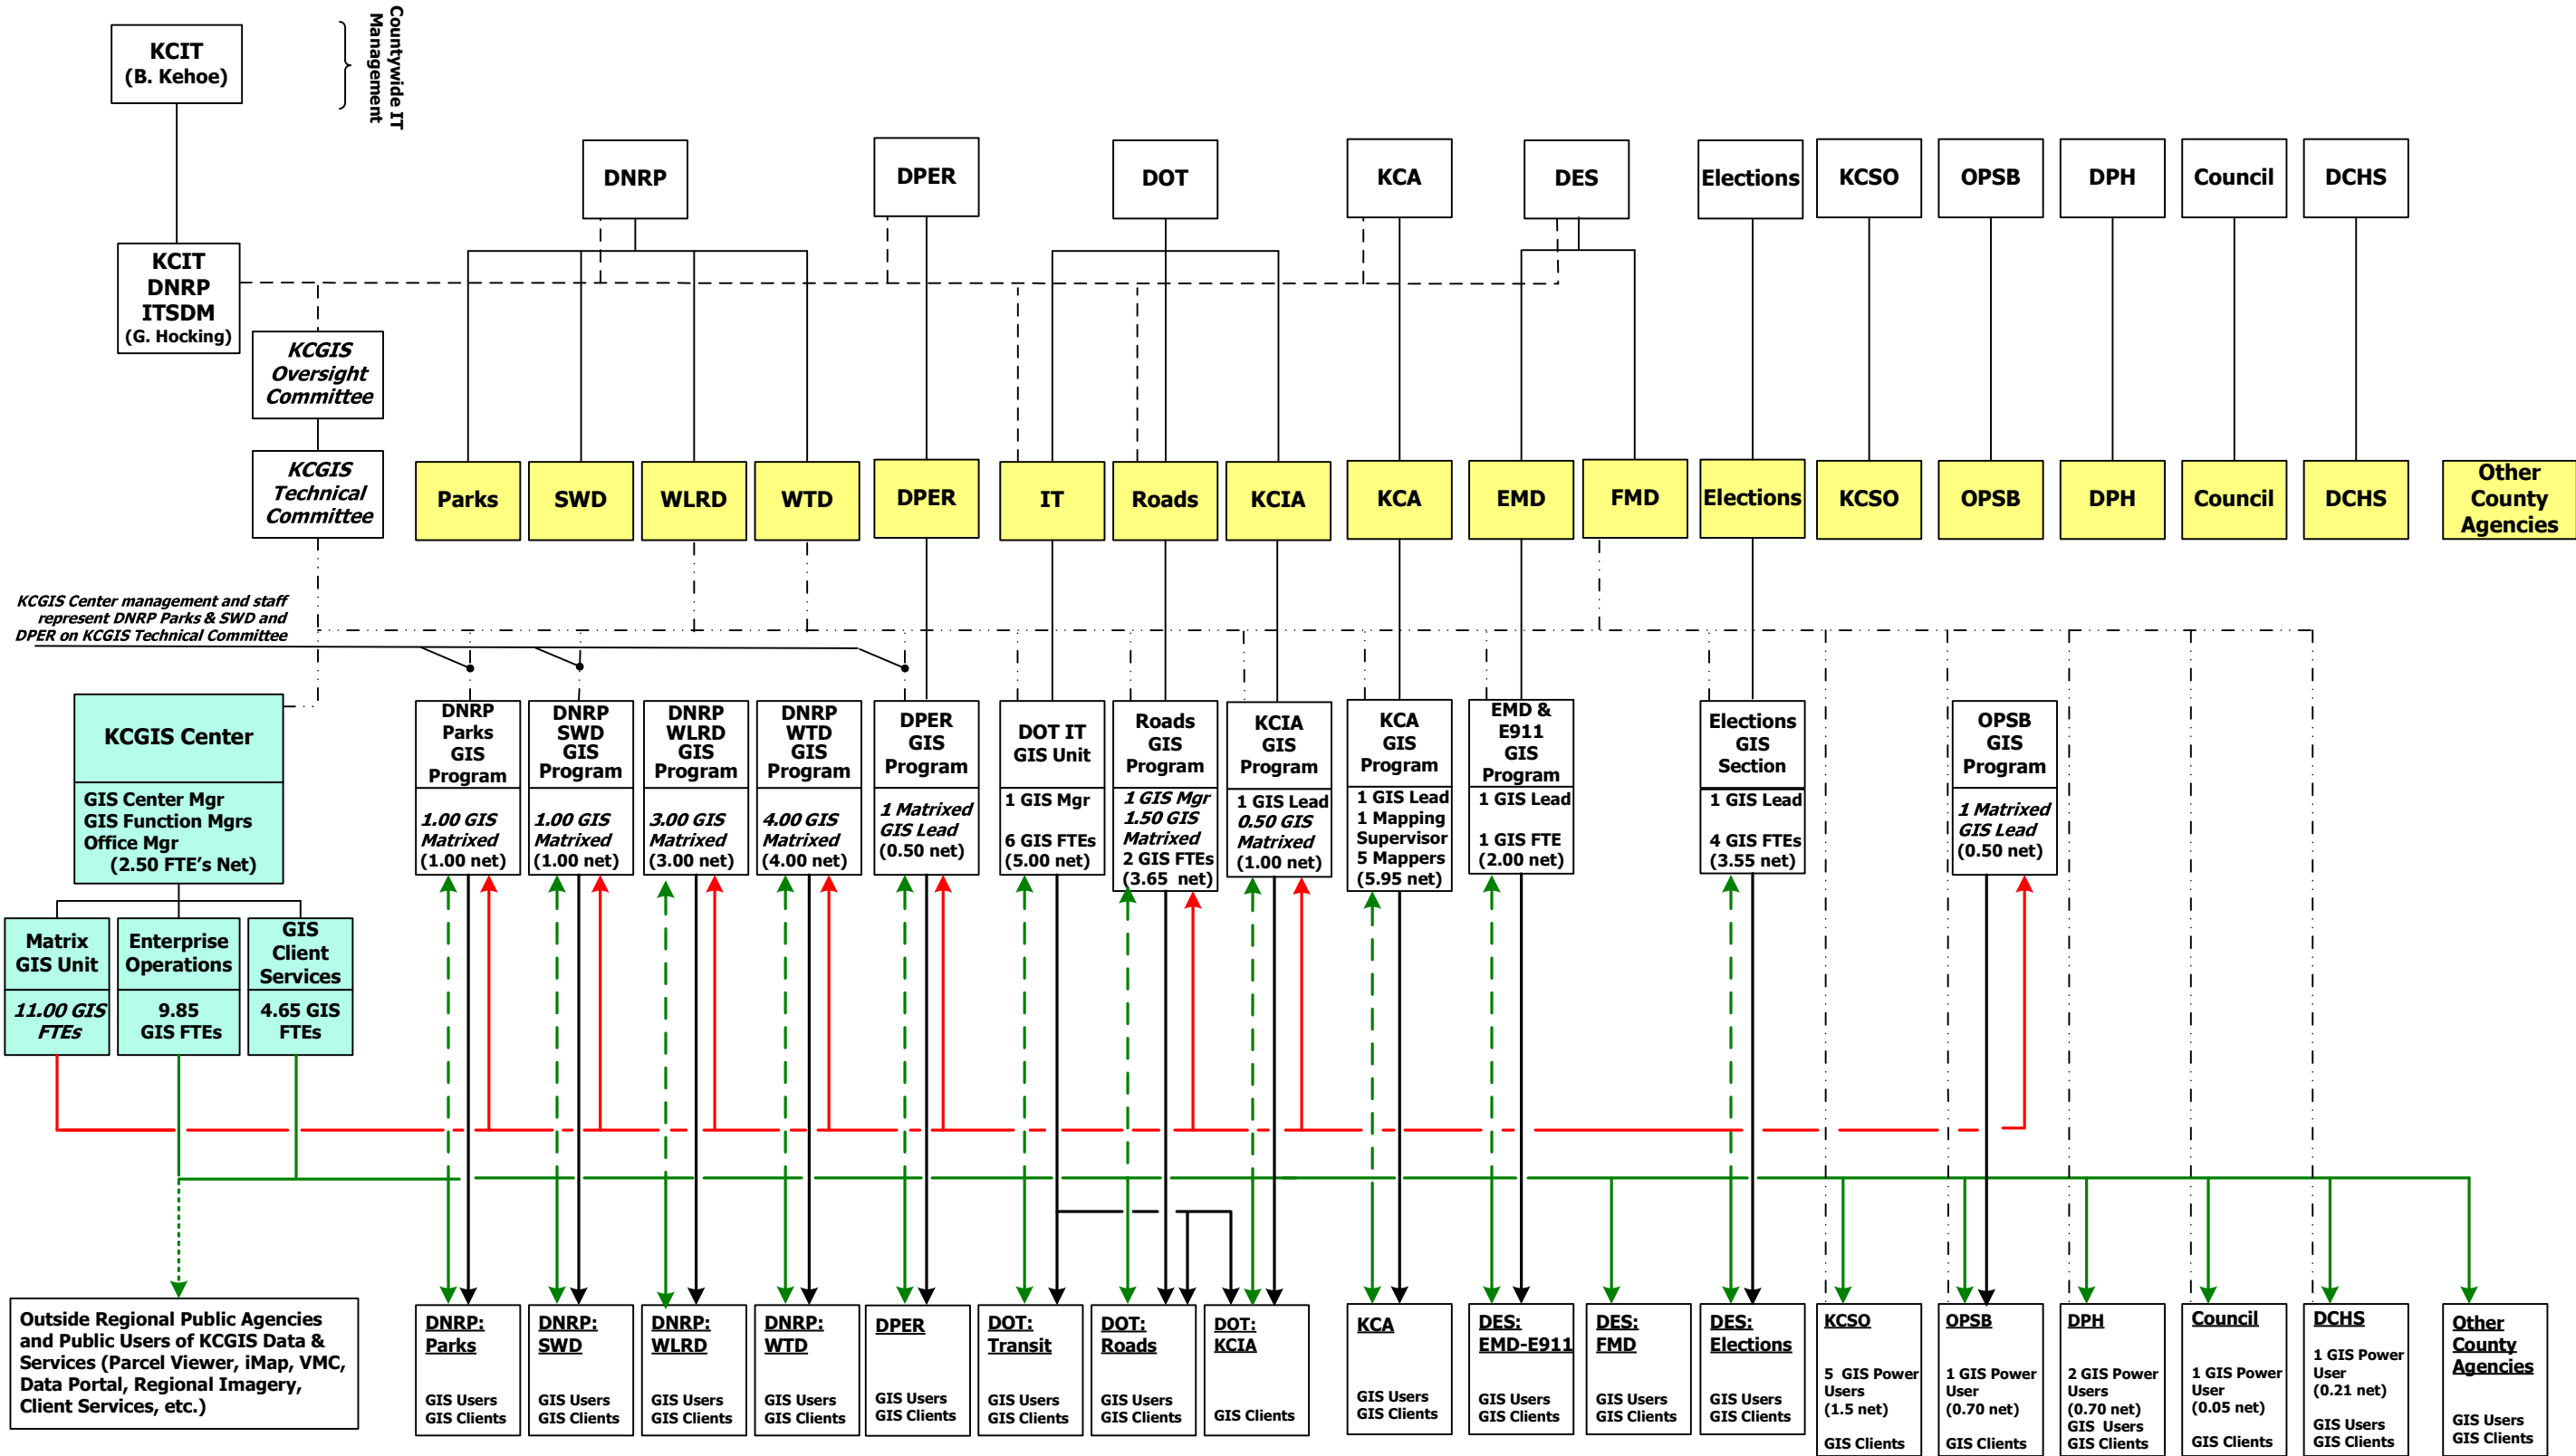 Countywide IT
Management
KCIT
(B. Kehoe)
DNRP
DPER
DOT
KCA
DES
Elections
KCSO
OPSB
DPH
Council
DCHS
KCIT
DNRP
ITSDM
(G. Hocking)
KCGIS
Oversight
Committee
KCGIS
Technical
Committee
Parks
SWD
WLRD
WTD
DPER
IT
Roads
KCIA
KCA
EMD
FMD
Elections
KCSO
OPSB
DPH
Council
DCHS
Other
County
Agencies
KCGIS Center management and staff
represent DNRP Parks & SWD and
DPER on KCGIS Technical Committee
KCGIS Center
GIS Center Mgr
GIS Function Mgrs
Office Mgr
(2.50 FTE's Net)
Matrix
GIS Unit
11.00 GIS
FTEs
Enterprise
Operations
9.85
GIS FTEs
GIS
Client
Services
4.65 GIS
FTEs
DNRP
Parks
GIS
Program
1.00 GIS
Matrixed
(1.00 net)
DNRP
SWD
GIS
Program
1.00 GIS
Matrixed
(1.00 net)
DNRP
WLRD
GIS
Program
3.00 GIS
Matrixed
(3.00 net)
DNRP
WTD
GIS
Program
4.00 GIS
Matrixed
(4.00 net)
DPER
GIS
Program
1 Matrixed
GIS Lead
(0.50 net)
DOT IT
GIS Unit
1 GIS Mgr
6 GIS FTEs
(5.00 net)
Roads
GIS
Program
1 GIS Mgr
1.50 GIS
Matrixed
2 GIS FTEs
(3.65 net)
KCIA
GIS
Program
1 GIS Lead
0.50 GIS
Matrixed
(1.00 net)
KCA
GIS
Program
1 GIS Lead
1 Mapping
Supervisor
5 Mappers
(5.95 net)
EMD &
E911
GIS
Program
1 GIS Lead
1 GIS FTE
(2.00 net)
Elections
GIS
Section
1 GIS Lead
4 GIS FTEs
(3.55 net)
OPSB
GIS
Program
1 Matrixed
GIS Lead
(0.50 net)
Outside Regional Public Agencies
and Public Users of KCGIS Data &
Services (Parcel Viewer, iMap, VMC,
Data Portal, Regional Imagery,
Client Services, etc.)
DNRP:
Parks
GIS Users
GIS Clients
DNRP:
SWD
GIS Users
GIS Clients
DNRP:
WLRD
GIS Users
GIS Clients
DNRP:
WTD
GIS Users
GIS Clients
DPER
GIS Users
GIS Clients
DOT:
Transit
GIS Users
GIS Clients
DOT:
Roads
GIS Users
GIS Clients
DOT:
KCIA
GIS Clients
KCA
GIS Users
GIS Clients
DES:
EMD-E911
GIS Users
GIS Clients
DES:
FMD
GIS Users
GIS Clients
DES:
Elections
GIS Users
GIS Clients
KCSO
5 GIS Power
Users
(1.5 net)
GIS Clients
OPSB
1 GIS Power
User
(0.70 net)
GIS Clients
DPH
2 GIS Power
Users
(0.70 net)
GIS Users
GIS Clients
Council
1 GIS Power
User
(0.05 net)
GIS Clients
DCHS
1 GIS Power
User
(0.21 net)
GIS Users
GIS Clients
Other
County
Agencies
GIS Users
GIS Clients